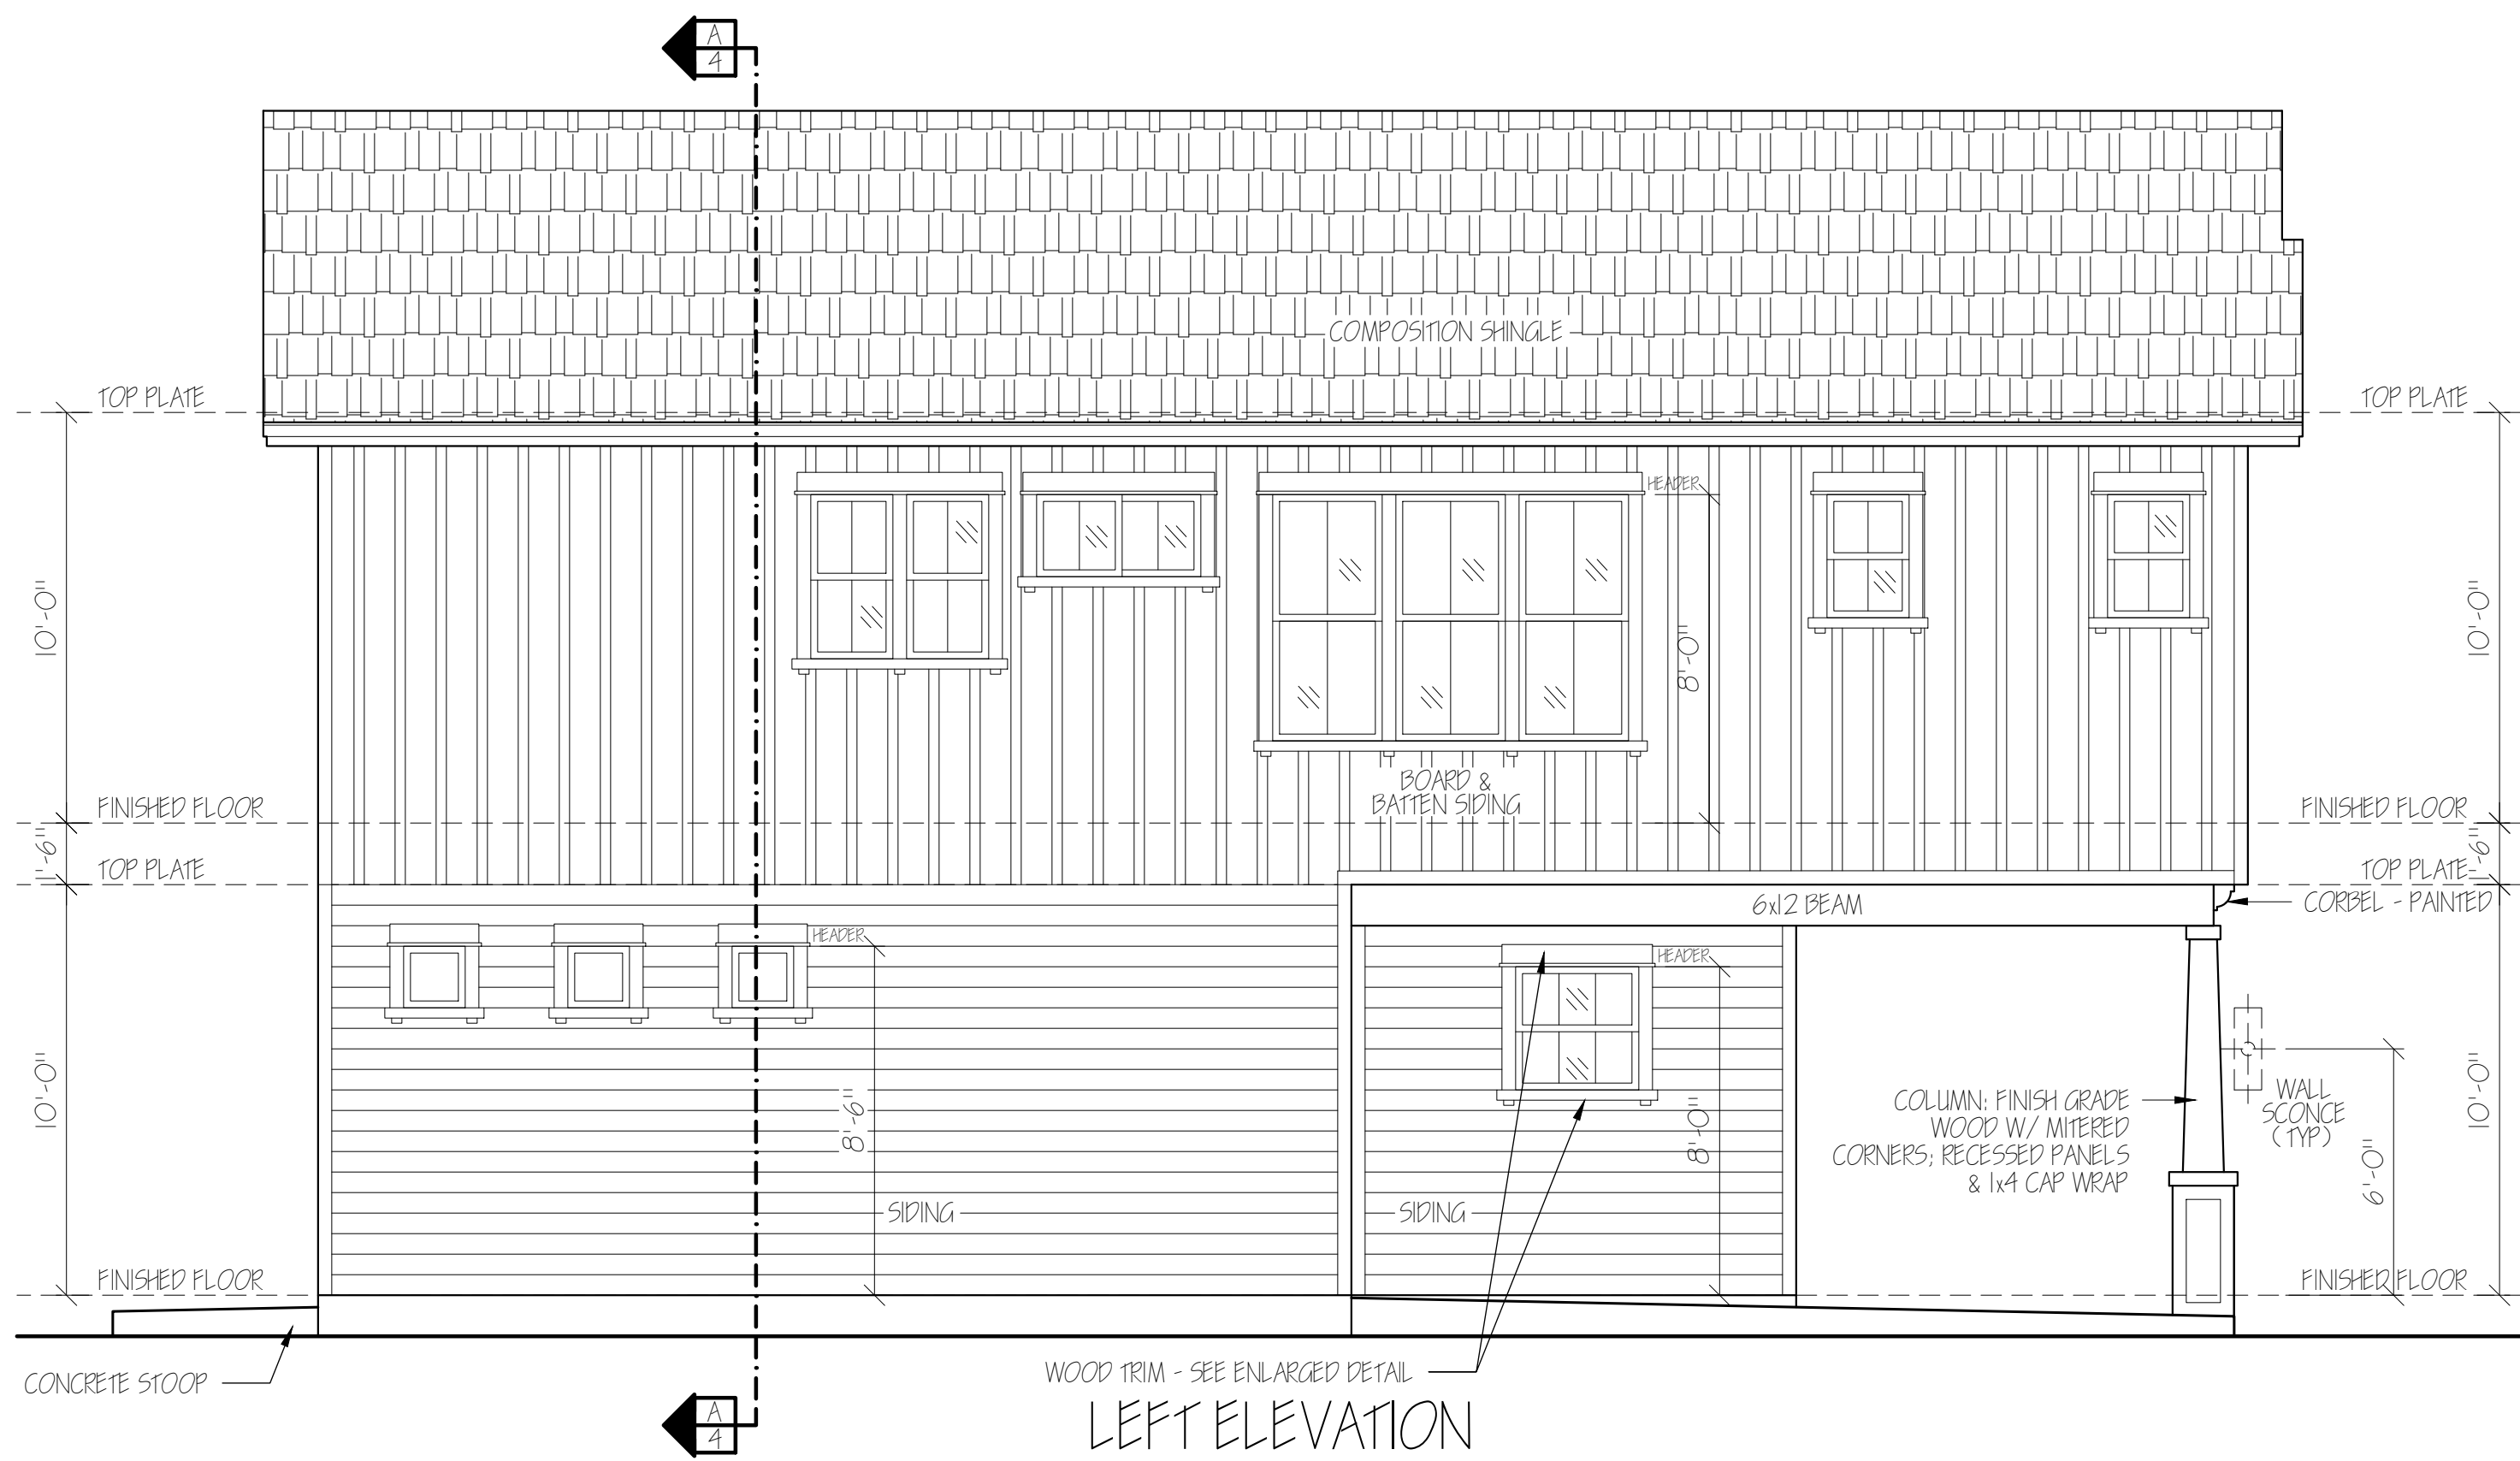 A
4
COMPOSITION SHINGLE
TOP PLATE
TOP PLATE
HEADER
10'-0"
8'-0"
10'-0"
BOARD &
BATTEN SIDING
FINISHED FLOOR
FINISHED FLOOR
1'-6"
1'-6"
TOP PLATE
TOP PLATE
6x12 BEAM
CORBEL - PAINTED
HEADER
HEADER
10'-0"
8'-6"
8'-0"
COLUMN: FINISH GRADE
WOOD W/ MITERED
CORNERS; RECESSED PANELS
& 1x4 CAP WRAP
WALL
SCONCE
(TYP)
6'-0"
10'-0"
SIDING
SIDING
FINISHED FLOOR
FINISHED FLOOR
CONCRETE STOOP
WOOD TRIM - SEE ENLARGED DETAIL
A
4
LEFT ELEVATION